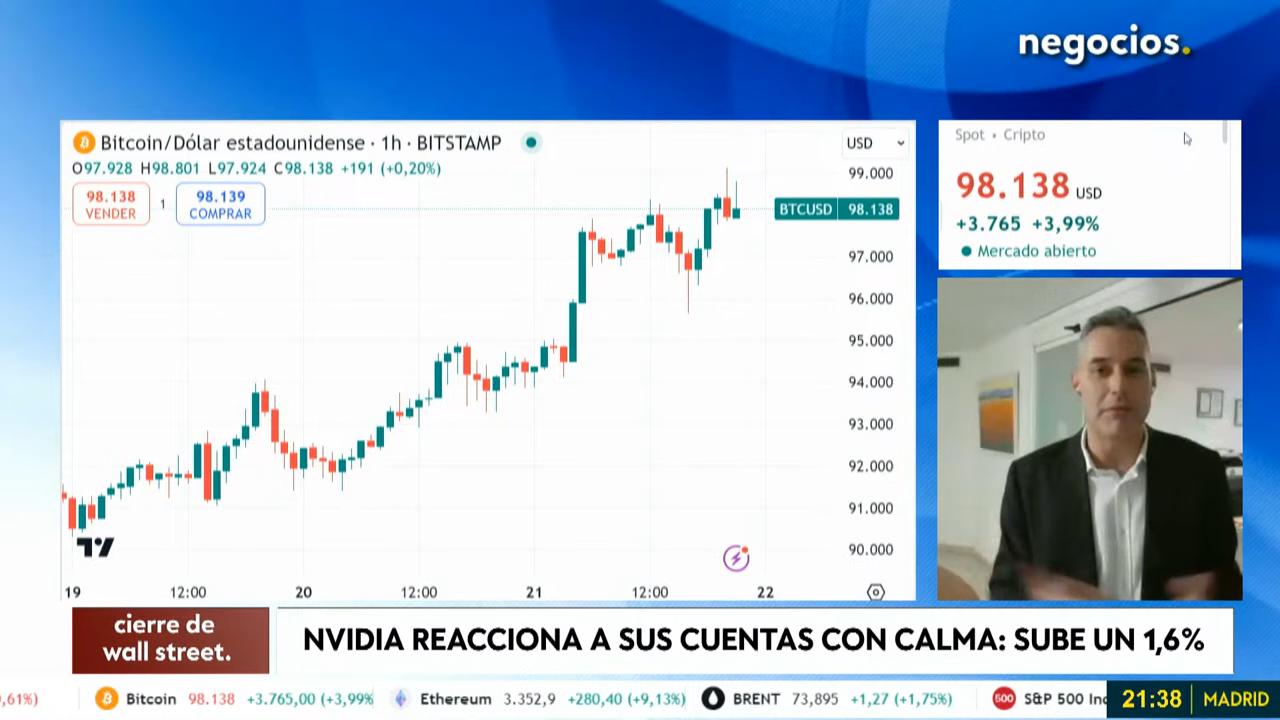 negocios.
Bitcoin/Dólar estadounidense · 1h · BITSTAMP
USD
O97.928 H98.801 L97.924 C98.138 +191 (+0,20%)
98.138
VENDER
1
98.139
COMPRAR
99.000
BTCUSD 98.138
97.000
96.000
95.000
94.000
93.000
92.000
91.000
90.000
19 12:00 20 12:00 21 12:00 22
Spot • Cripto
98.138 USD
+3.765 +3,99%
Mercado abierto
cierre de
wall street.
NVIDIA REACCIONA A SUS CUENTAS CON CALMA: SUBE UN 1,6%
,61%) Bitcoin 98.138 +3.765,00 (+3,99% Ethereum 3.352,9 +280,40 (+9,13%) BRENT 73,895 +1,27 (+1,75%) 500 S&P 500 Inc 21:38 MADRID